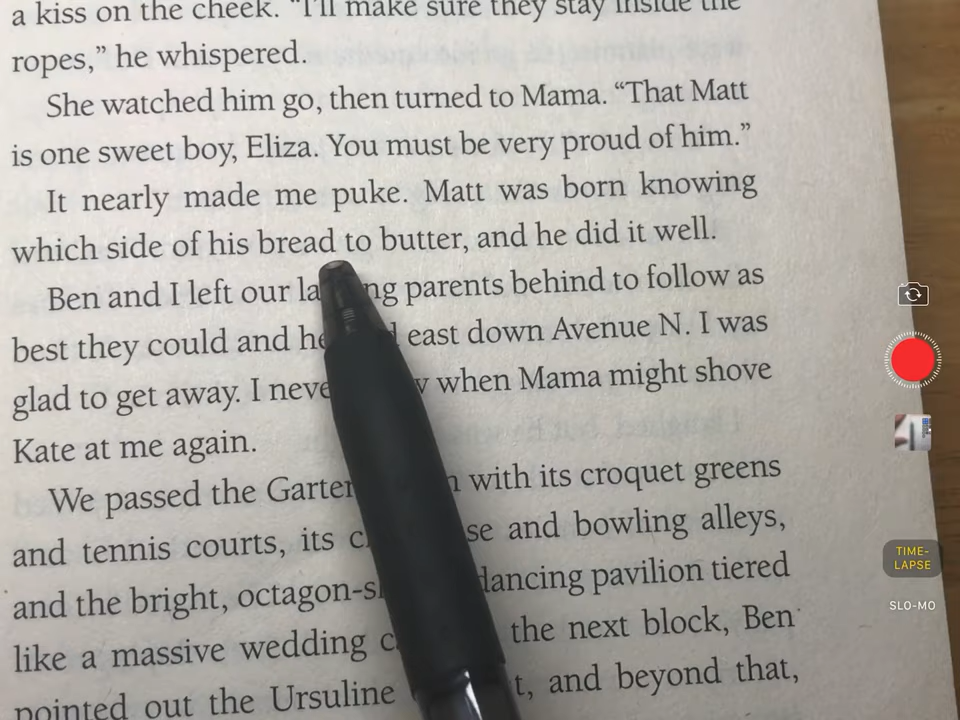 a kiss on the cheek. “I’ll make sure they stay inside the
ropes,” he whispered.
She watched him go, then turned to Mama. “That Matt
is one sweet boy, Eliza. You must be very proud of him.”
It nearly made me puke. Matt was born knowing
which side of his bread to butter, and he did it well.
Ben and I left our parents behind to follow as
best they could and east down Avenue N. I was
glad to get away. I when Mama might shove
Kate at me again.
We passed the with its croquet greens
and tennis courts, its and bowling alleys,
and the bright, dancing pavilion tiered
like a massive wedding the next block, Ben
pointed out the Ursuline and beyond that,
TIME-
LAPSE
SLO-MO